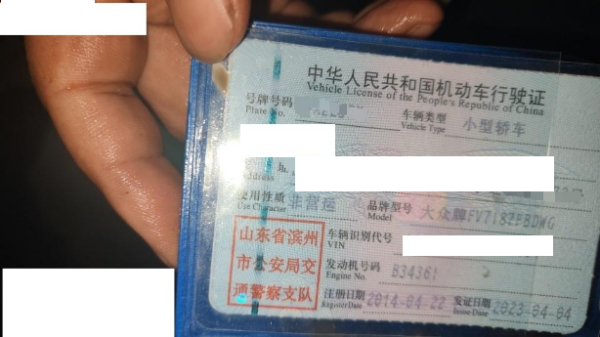 中华人民共和国机动车行驶证
Vehicle License of the People's Republic of China
号牌号码
Plate No.
车辆类型 小型轿车
Vehicle Type
Address
使用性质 非营运
Use Character
品牌型号 大众牌FV7187FBDWG
Model
车辆识别代号
VIN
山东省滨州
市公安局交
通警察支队
发动机号码 B34361
Engine No.
注册日期 2014-04-22
Register Date
发证日期 2023-04-04
Issue Date